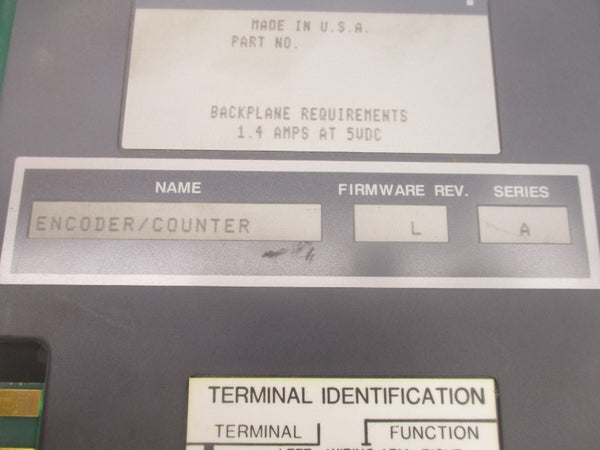 MADE IN U.S.A.
PART NO.
BACKPLANE REQUIREMENTS
1.4 AMPS AT 5VDC
NAME FIRMWARE REV. SERIES
ENCODER/COUNTER L A
TERMINAL IDENTIFICATION
TERMINAL FUNCTION